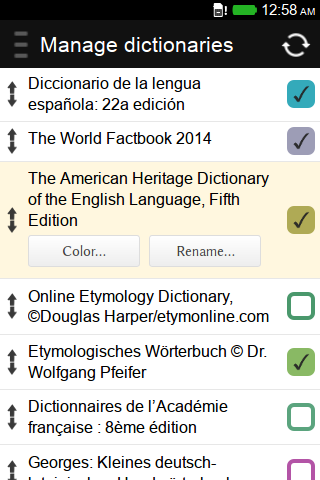 12:58 AM
Manage dictionaries
Diccionario de la lengua
española: 22a edición
The World Factbook 2014
The American Heritage Dictionary
of the English Language, Fifth
Edition
Color... Rename...
Online Etymology Dictionary,
©Douglas Harper/etymonline.com
Etymologisches Wörterbuch © Dr.
Wolfgang Pfeifer
Dictionnaires de l’Académie
française : 8ème édition
Georges: Kleines deutsch-